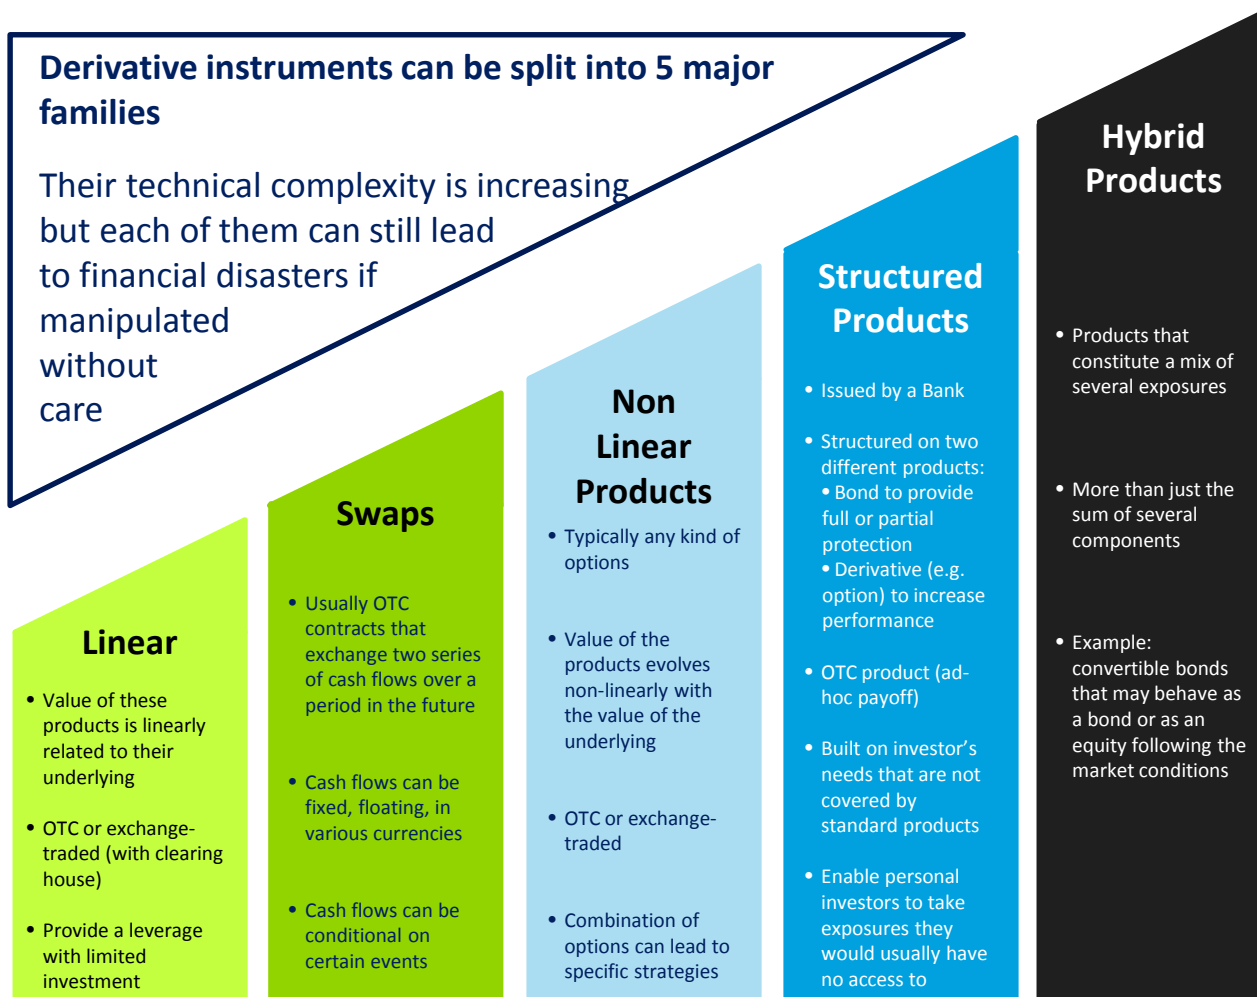 Derivative instruments can be split into 5 major
families
Their technical complexity is increasing
but each of them can still lead
to financial disasters if
manipulated
without
care
Linear
• Value of these
products is linearly
related to their
underlying
• OTC or exchange-
traded (with clearing
house)
• Provide a leverage
with limited
investment
Swaps
• Usually OTC
contracts that
exchange two series
of cash flows over a
period in the future
• Cash flows can be
fixed, floating, in
various currencies
• Cash flows can be
conditional on
certain events
Non
Linear
Products
• Typically any kind of
options
• Value of the
products evolves
non-linearly with
the value of the
underlying
• OTC or exchange-
traded
• Combination of
options can lead to
specific strategies
Structured
Products
• Issued by a Bank
• Structured on two
different products:
• Bond to provide
full or partial
protection
• Derivative (e.g.
option) to increase
performance
• OTC product (ad-
hoc payoff)
• Built on investor’s
needs that are not
covered by
standard products
• Enable personal
investors to take
exposures they
would usually have
no access to
Hybrid
Products
• Products that
constitute a mix of
several exposures
• More than just the
sum of several
components
• Example:
convertible bonds
that may behave as
a bond or as an
equity following the
market conditions